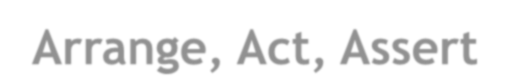 Arrange, Act, Assert